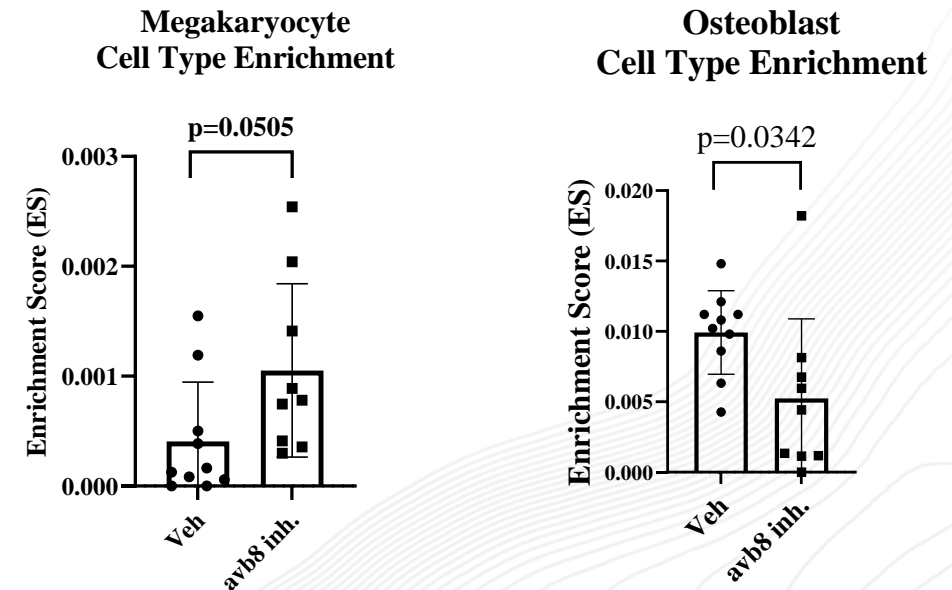 Megakaryocyte
Cell Type Enrichment
p=0.0505
Enrichment Score (ES)
0.003
0.002
0.001
0.000
Veh
avb8 inh.
Osteoblast
Cell Type Enrichment
p=0.0342
Enrichment Score (ES)
0.020
0.015
0.010
0.005
0.000
Veh
avb8 inh.